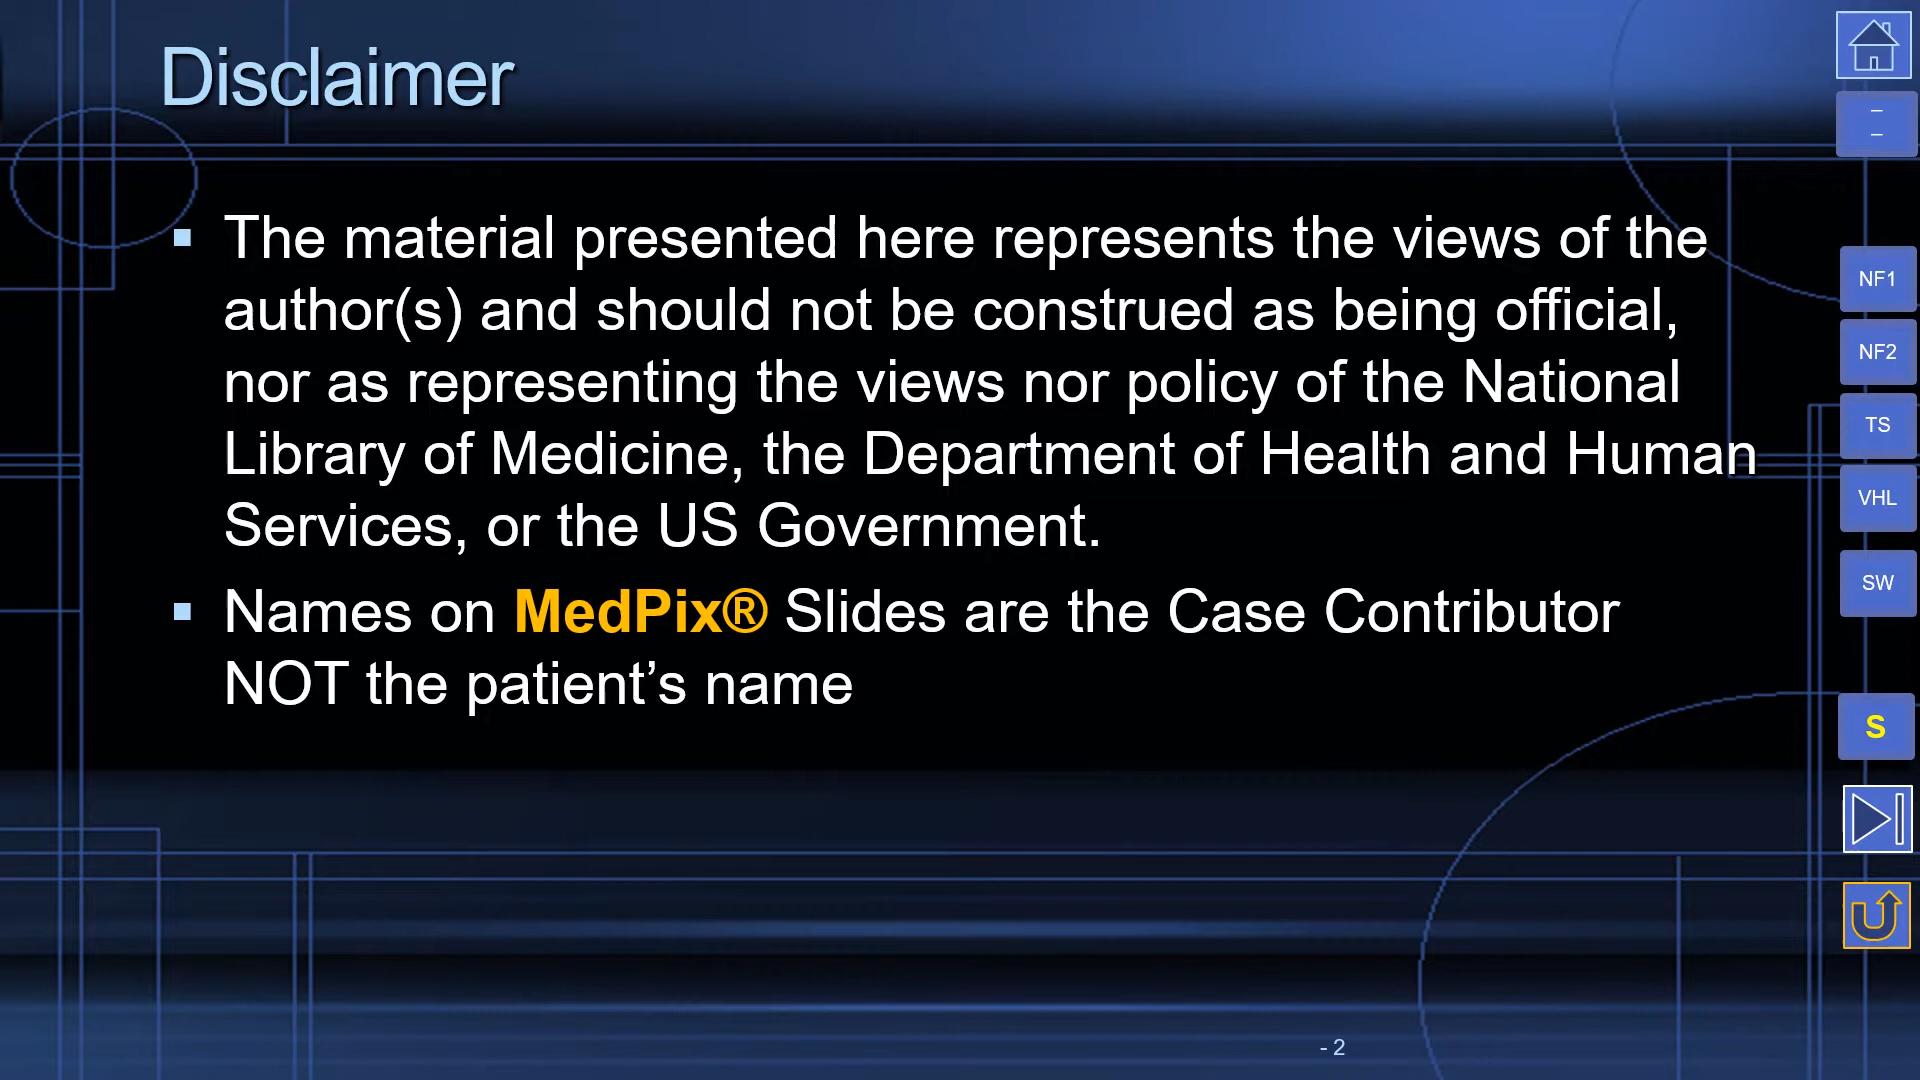 Disclaimer
▪ The material presented here represents the views of the
author(s) and should not be construed as being official,
nor as representing the views nor policy of the National
Library of Medicine, the Department of Health and Human
Services, or the US Government.
▪ Names on MedPix® Slides are the Case Contributor
NOT the patient’s name
–
–
NF1
NF2
TS
VHL
SW
S
- 2